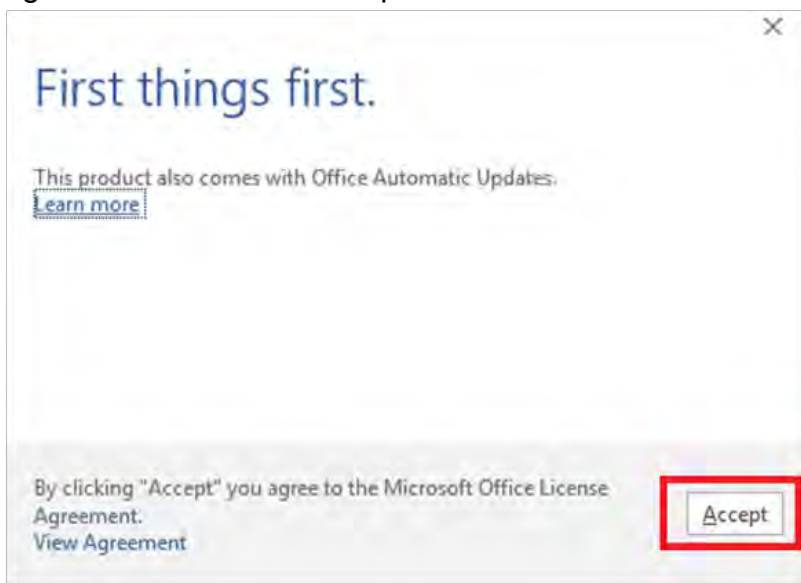 First things first.
This product also comes with Office Automatic Updates.
Learn more
By clicking "Accept" you agree to the Microsoft Office License
Agreement.
View Agreement
Accept